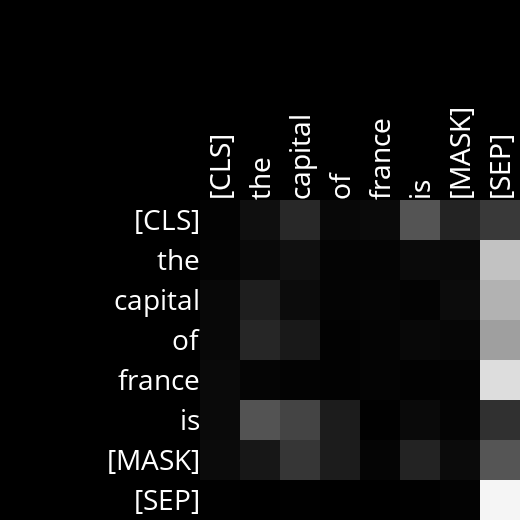 [CLS] the capital of france is [MASK] [SEP]
[CLS]
the
capital
of
france
is
[MASK]
[SEP]